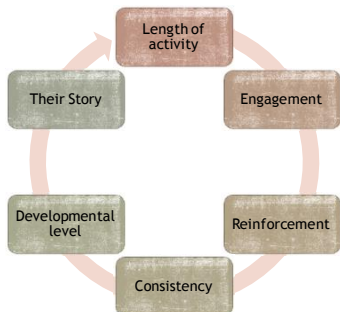 Length of
activity
Engagement
Reinforcement
Consistency
Developmental
level
Their Story